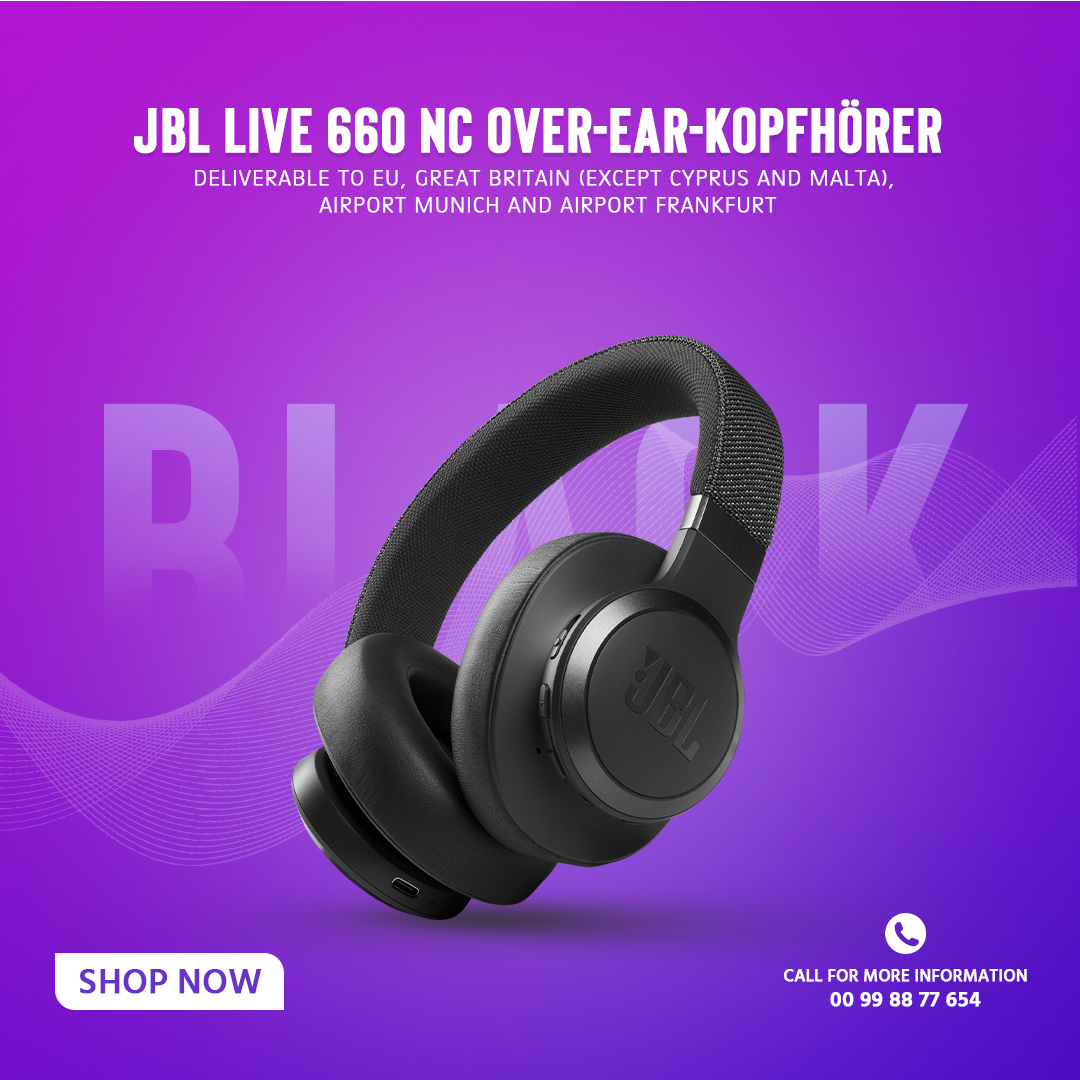 JBL LIVE 660 NC OVER-EAR-KOPFHÖRER
DELIVERABLE TO EU, GREAT BRITAIN (EXCEPT CYPRUS AND MALTA),
AIRPORT MUNICH AND AIRPORT FRANKFURT
BLACK
JBL
SHOP NOW
CALL FOR MORE INFORMATION
00 99 88 77 654